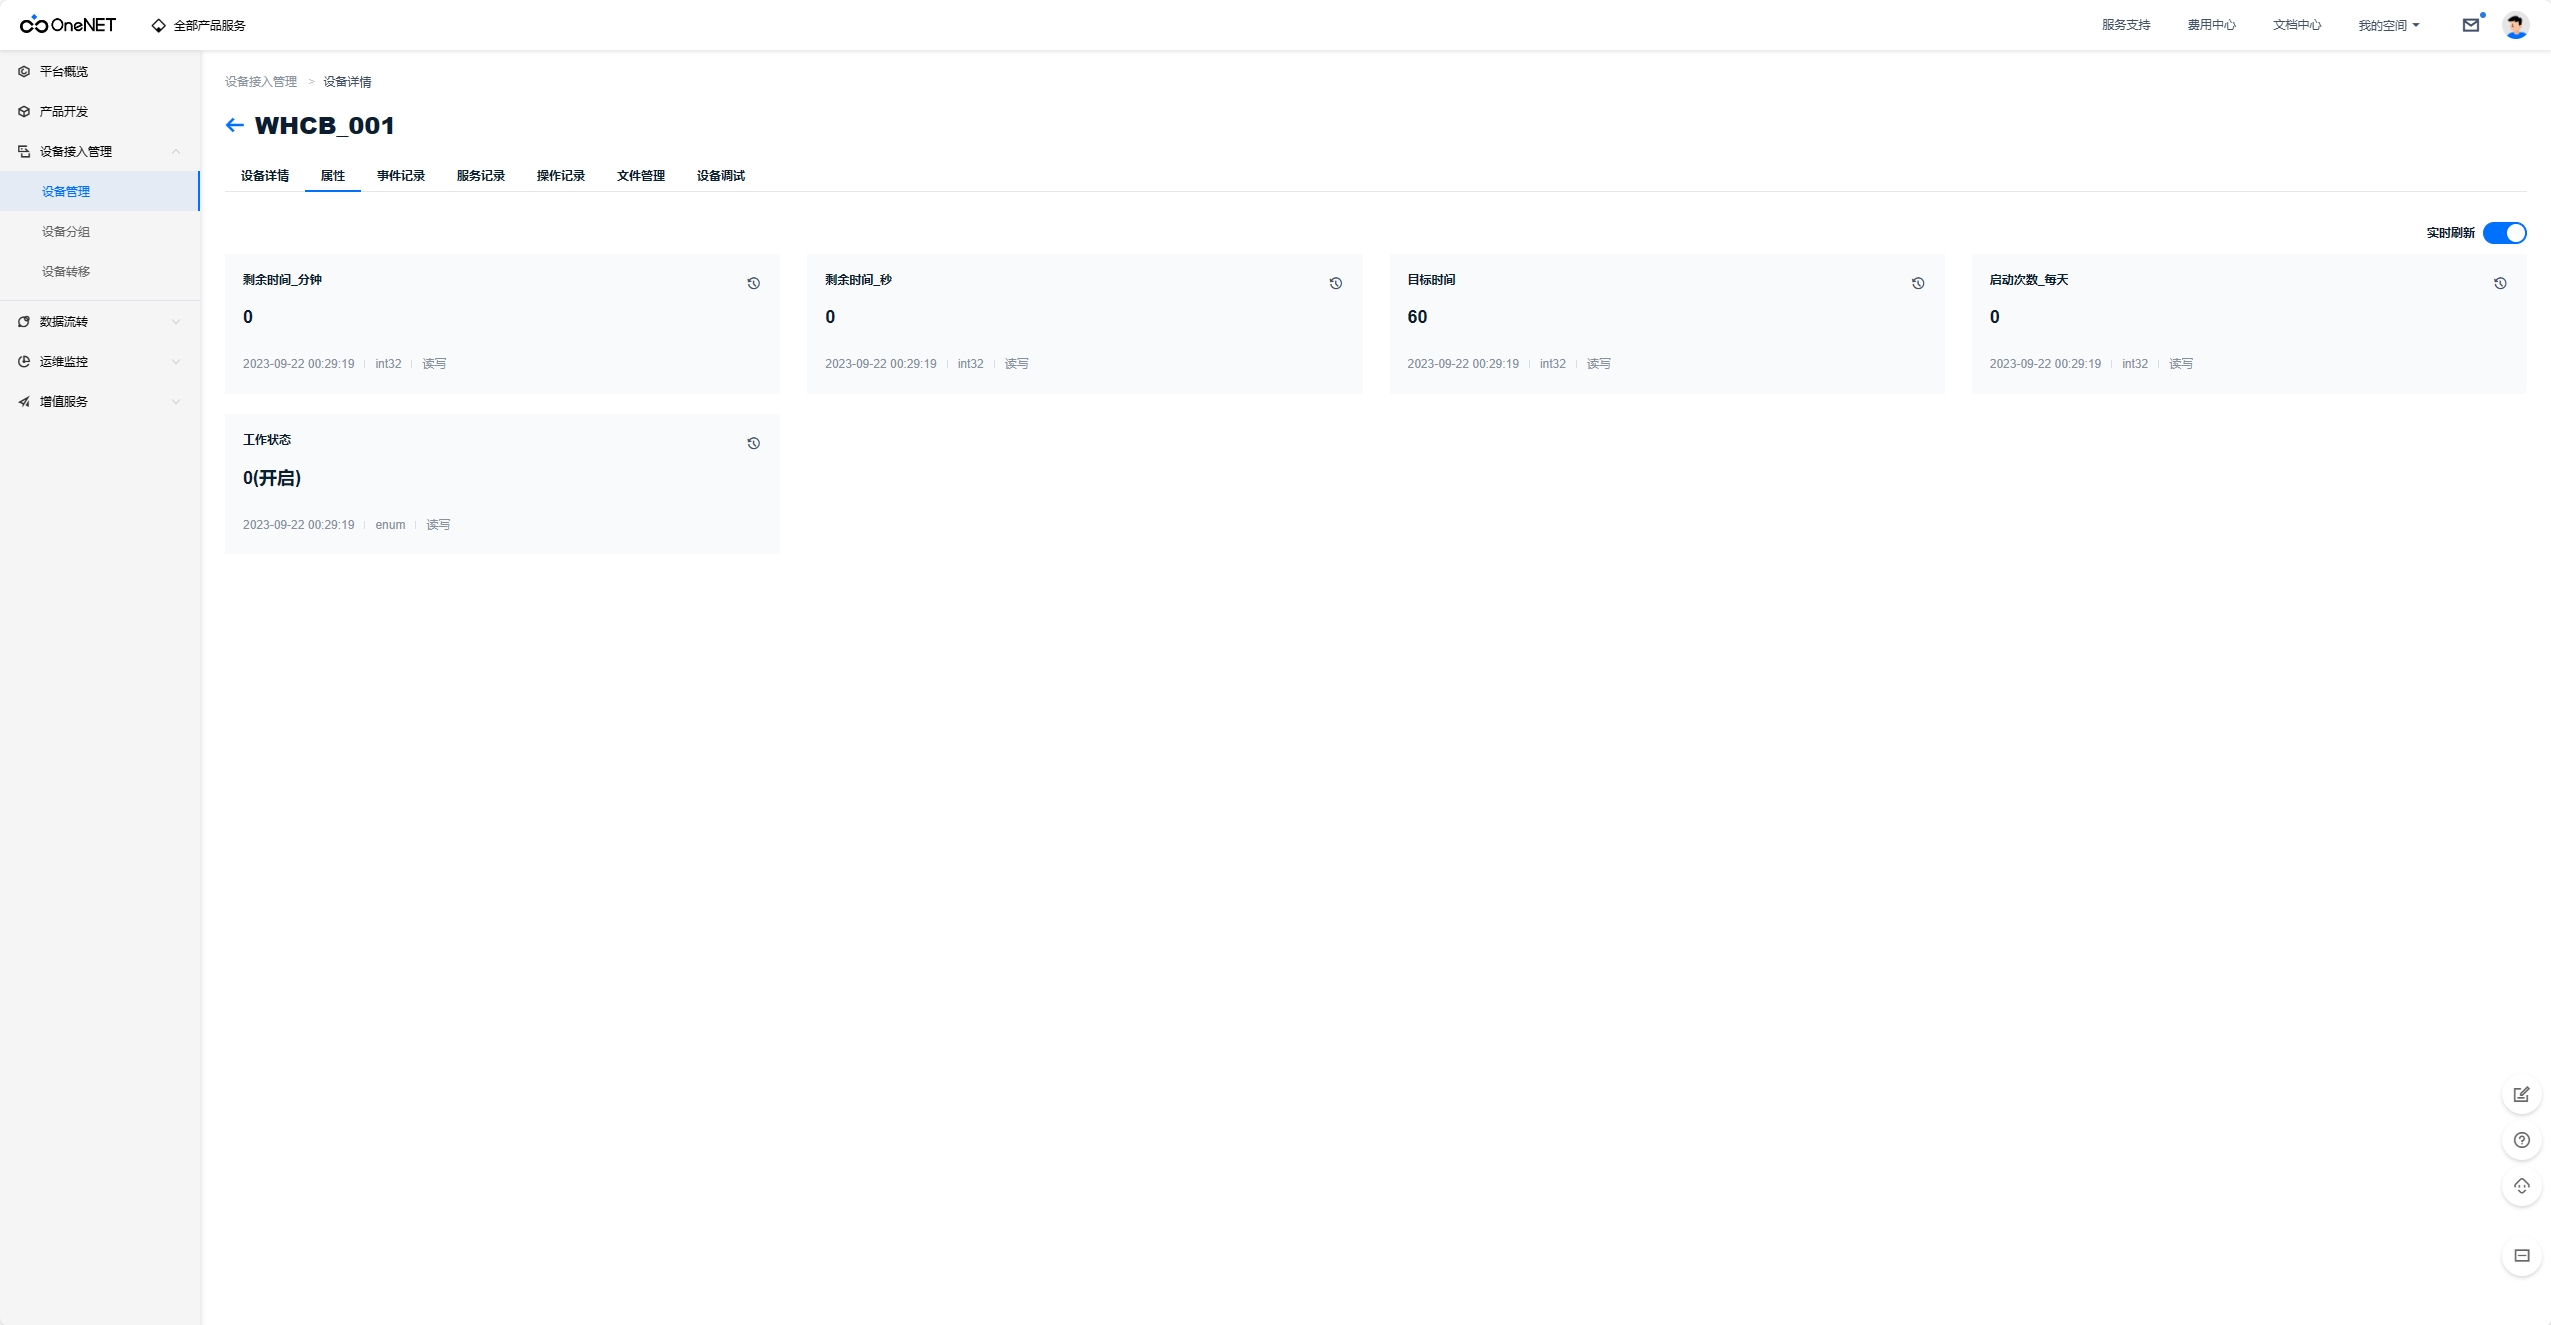 OneNET 全部产品服务 服务支持 费用中心 文档中心 我的空间
平台概览
产品开发
设备接入管理
设备管理
设备分组
设备转移
数据流转
运维监控
增值服务
设备接入管理 > 设备详情
WHCB_001
设备详情 属性 事件记录 服务记录 操作记录 文件管理 设备调试
实时刷新
剩余时间_分钟
0
2023-09-22 00:29:19 int32 读写
剩余时间_秒
0
2023-09-22 00:29:19 int32 读写
目标时间
60
2023-09-22 00:29:19 int32 读写
启动次数_每天
0
2023-09-22 00:29:19 int32 读写
工作状态
0(开启)
2023-09-22 00:29:19 enum 读写